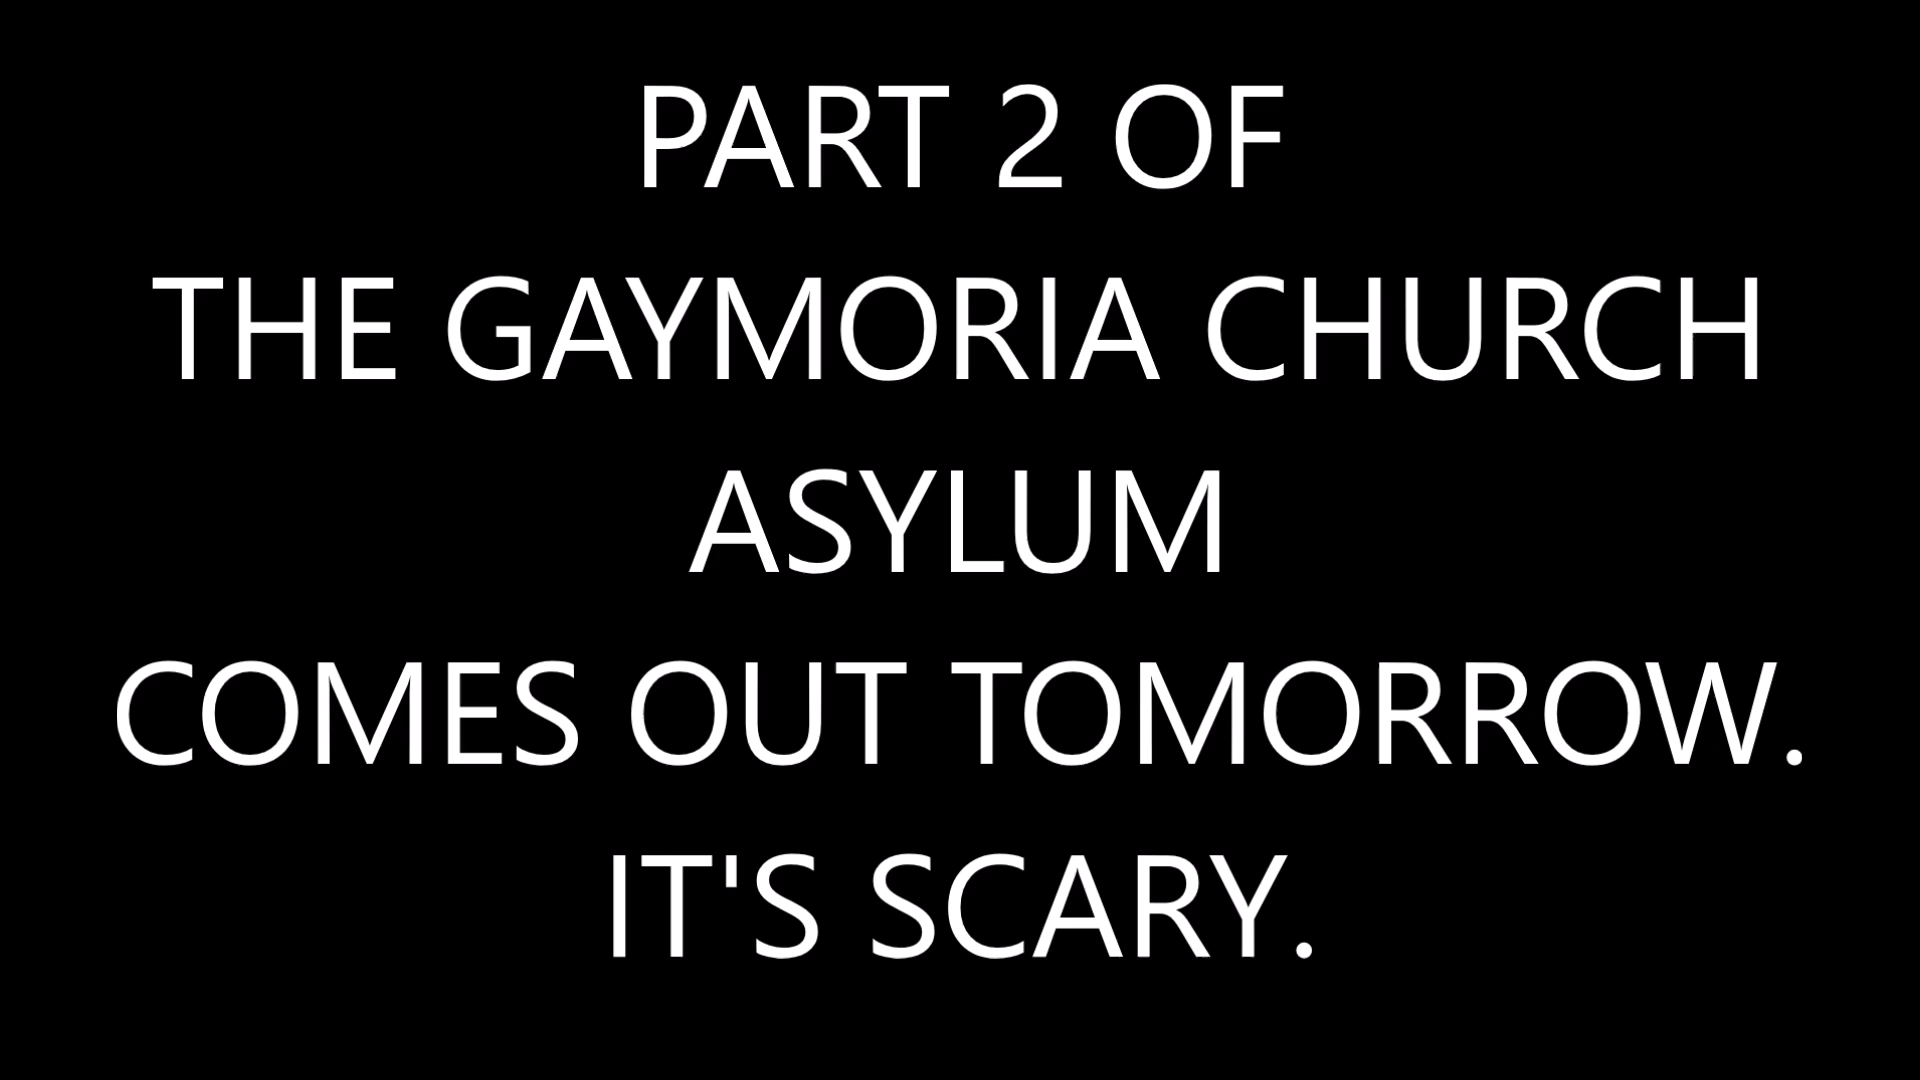 PART 2 OF
THE GAYMORIA CHURCH
ASYLUM
COMES OUT TOMORROW.
IT'S SCARY.